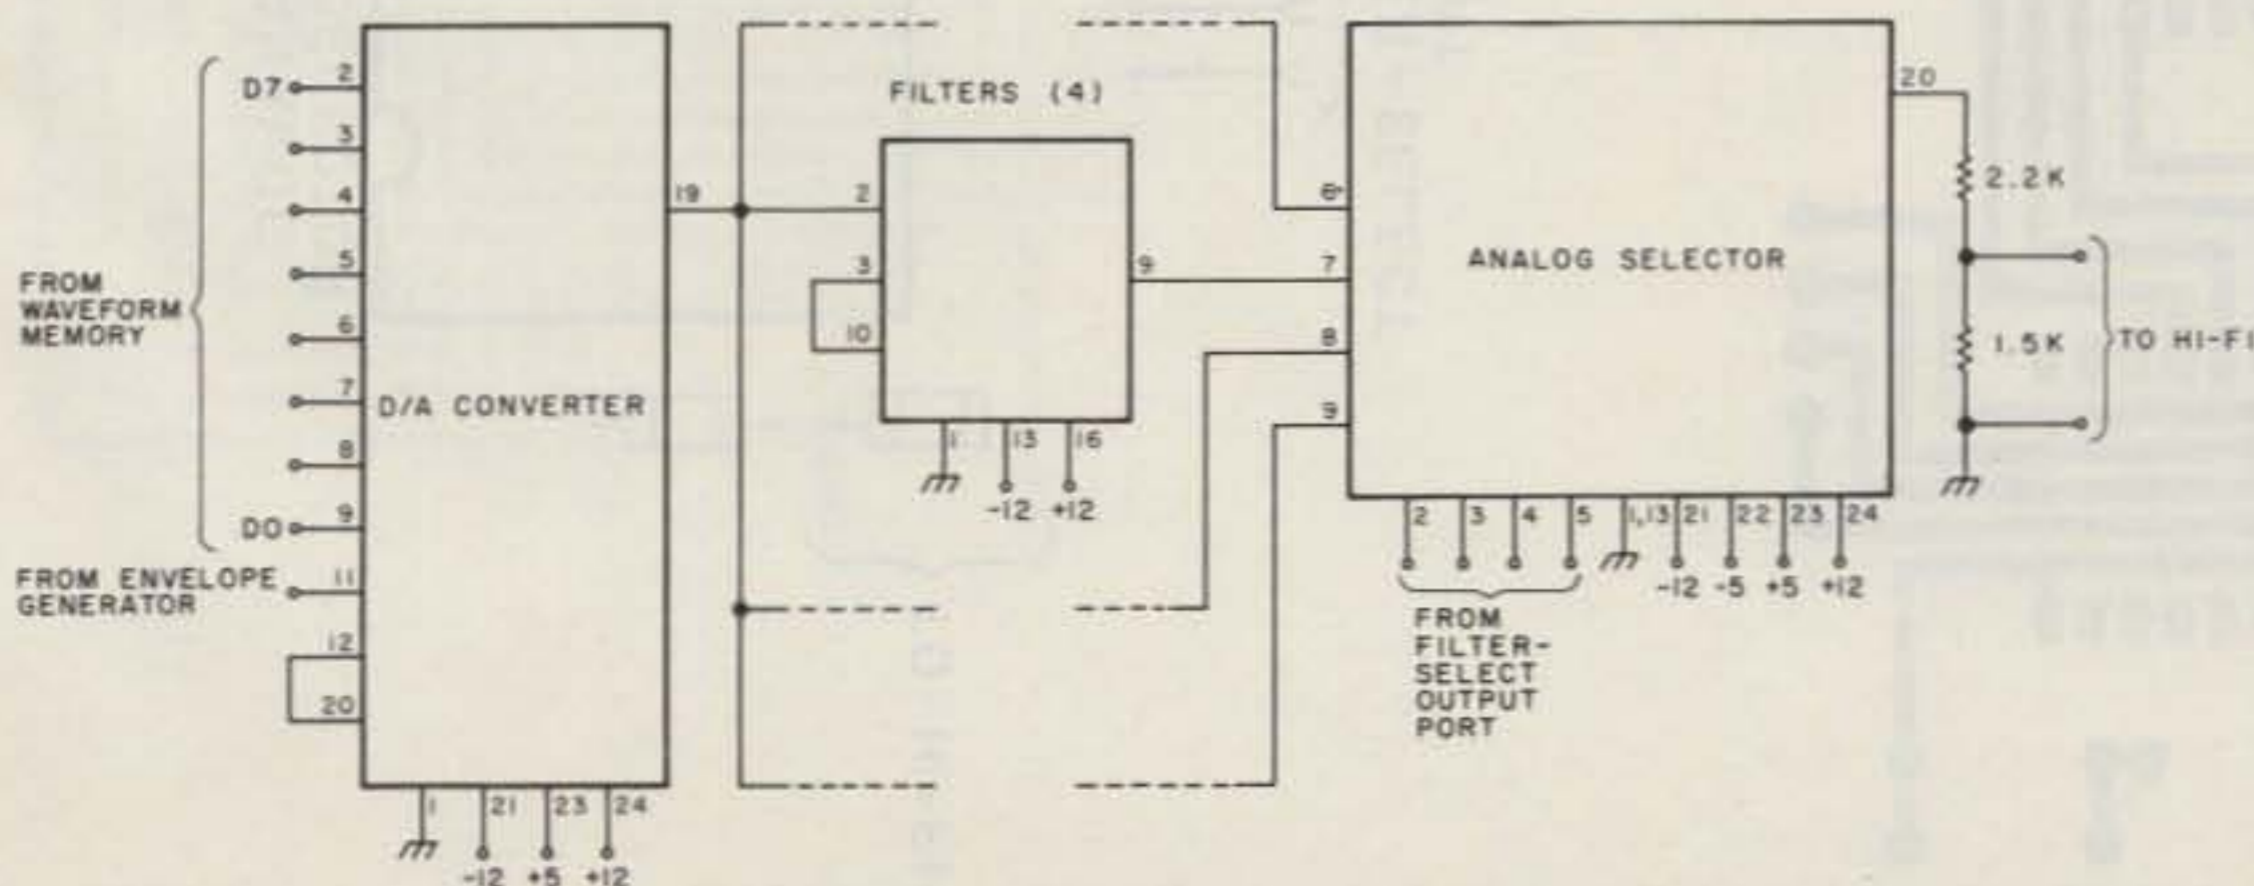 D7
2
3
4
5
6
7
8
D0
9
FROM
WAVEFORM
MEMORY
FROM ENVELOPE
GENERATOR
11
12
20
D/A CONVERTER
19
1
21
23
24
-12
+5
+12
FILTERS (4)
2
3
10
9
1
13
16
-12
+12
6
7
8
9
ANALOG SELECTOR
20
2
3
4
5
1,13
21
22
23
24
-12
-5
+5
+12
FROM
FILTER-
SELECT
OUTPUT
PORT
2.2K
1.5K
TO HI-FI